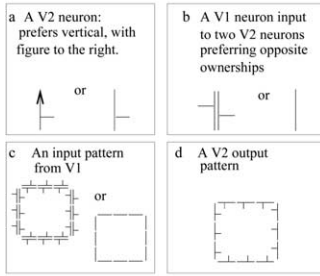 a A V2 neuron:
prefers vertical, with
figure to the right.
or
b A V1 neuron input
to two V2 neurons
preferring opposite
ownerships
or
c An input pattern
from V1
or
d A V2 output
pattern